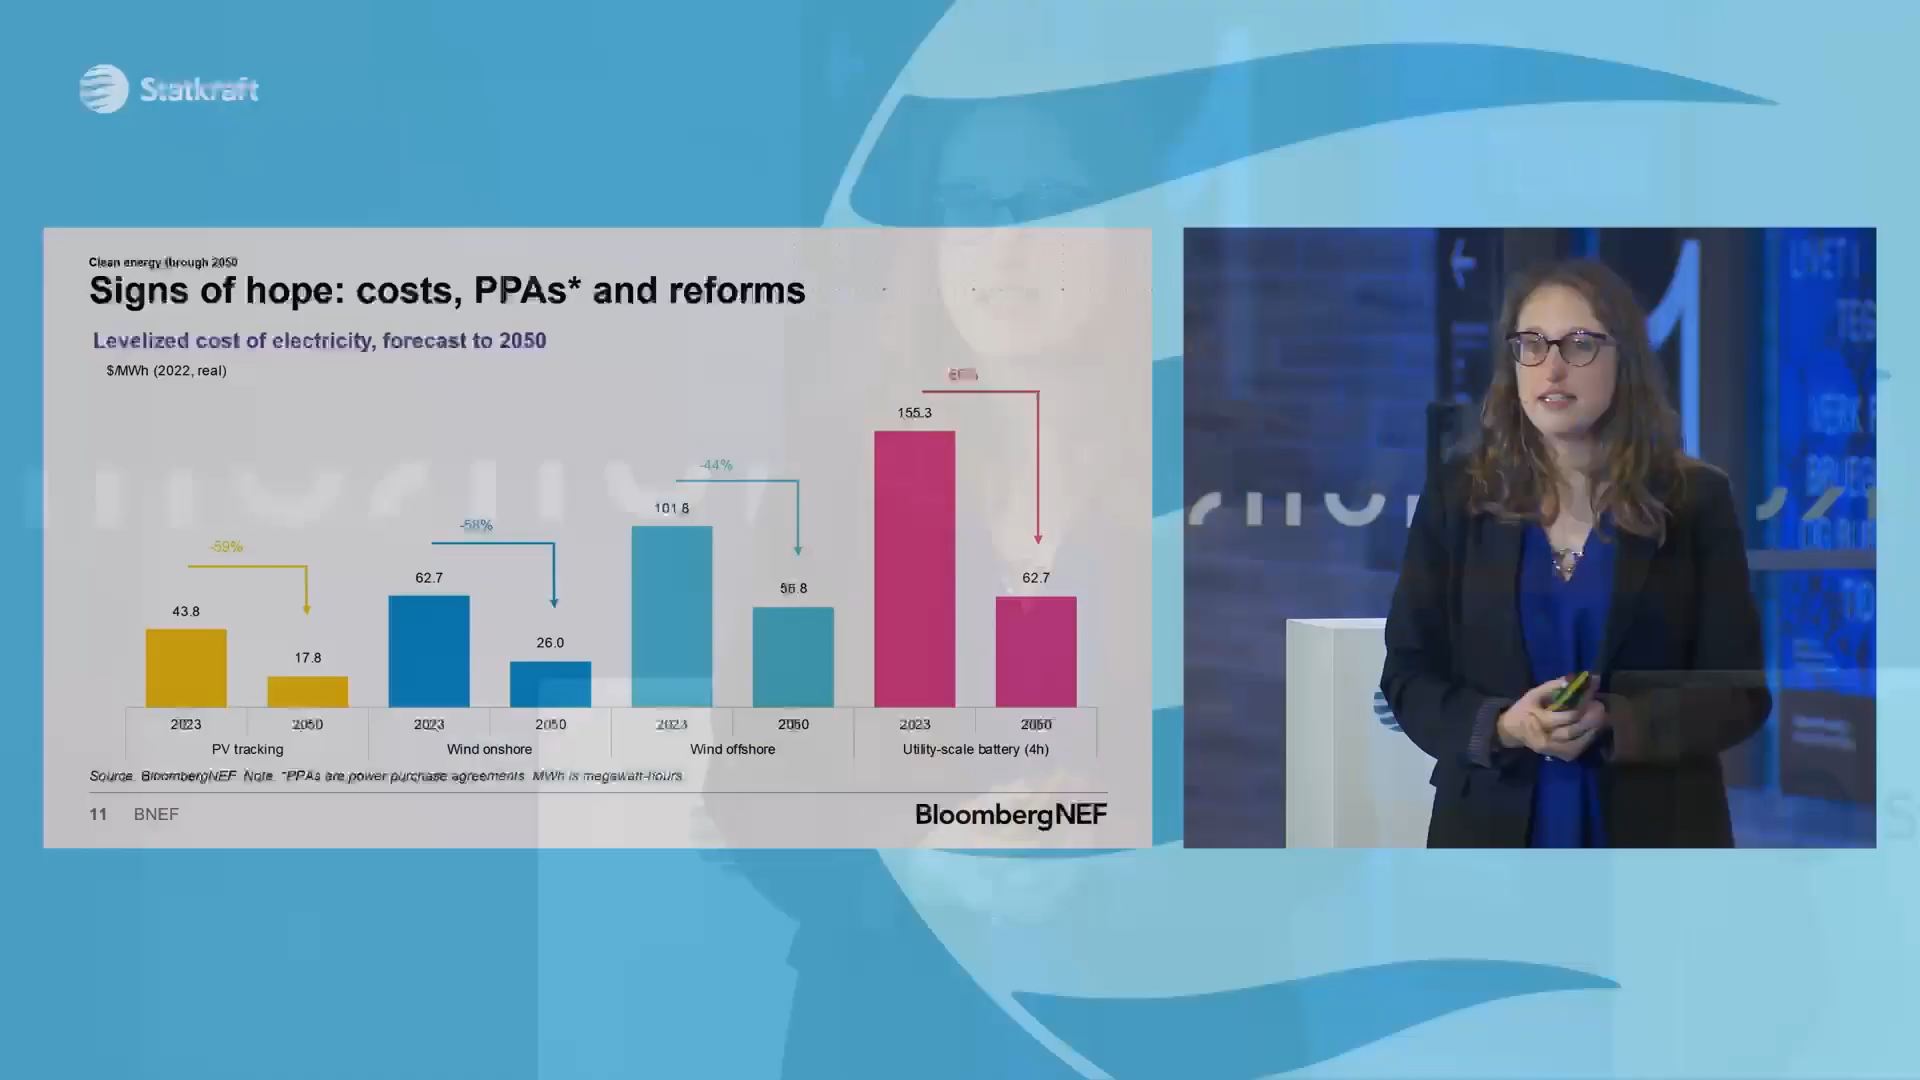 Statkraft
Clean energy through 2050
Signs of hope: costs, PPAs* and reforms
Levelized cost of electricity, forecast to 2050
$/MWh (2022, real)
155.3
-44%
101.8
-58%
-59%
62.7
56.8
62.7
43.8
26.0
17.8
2023 2050 2023 2050 2023 2050 2023 2050
PV tracking Wind onshore Wind offshore Utility-scale battery (4h)
Source: BloombergNEF. Note: *PPAs are power purchase agreements. MWh is megawatt-hours.
11 BNEF BloombergNEF